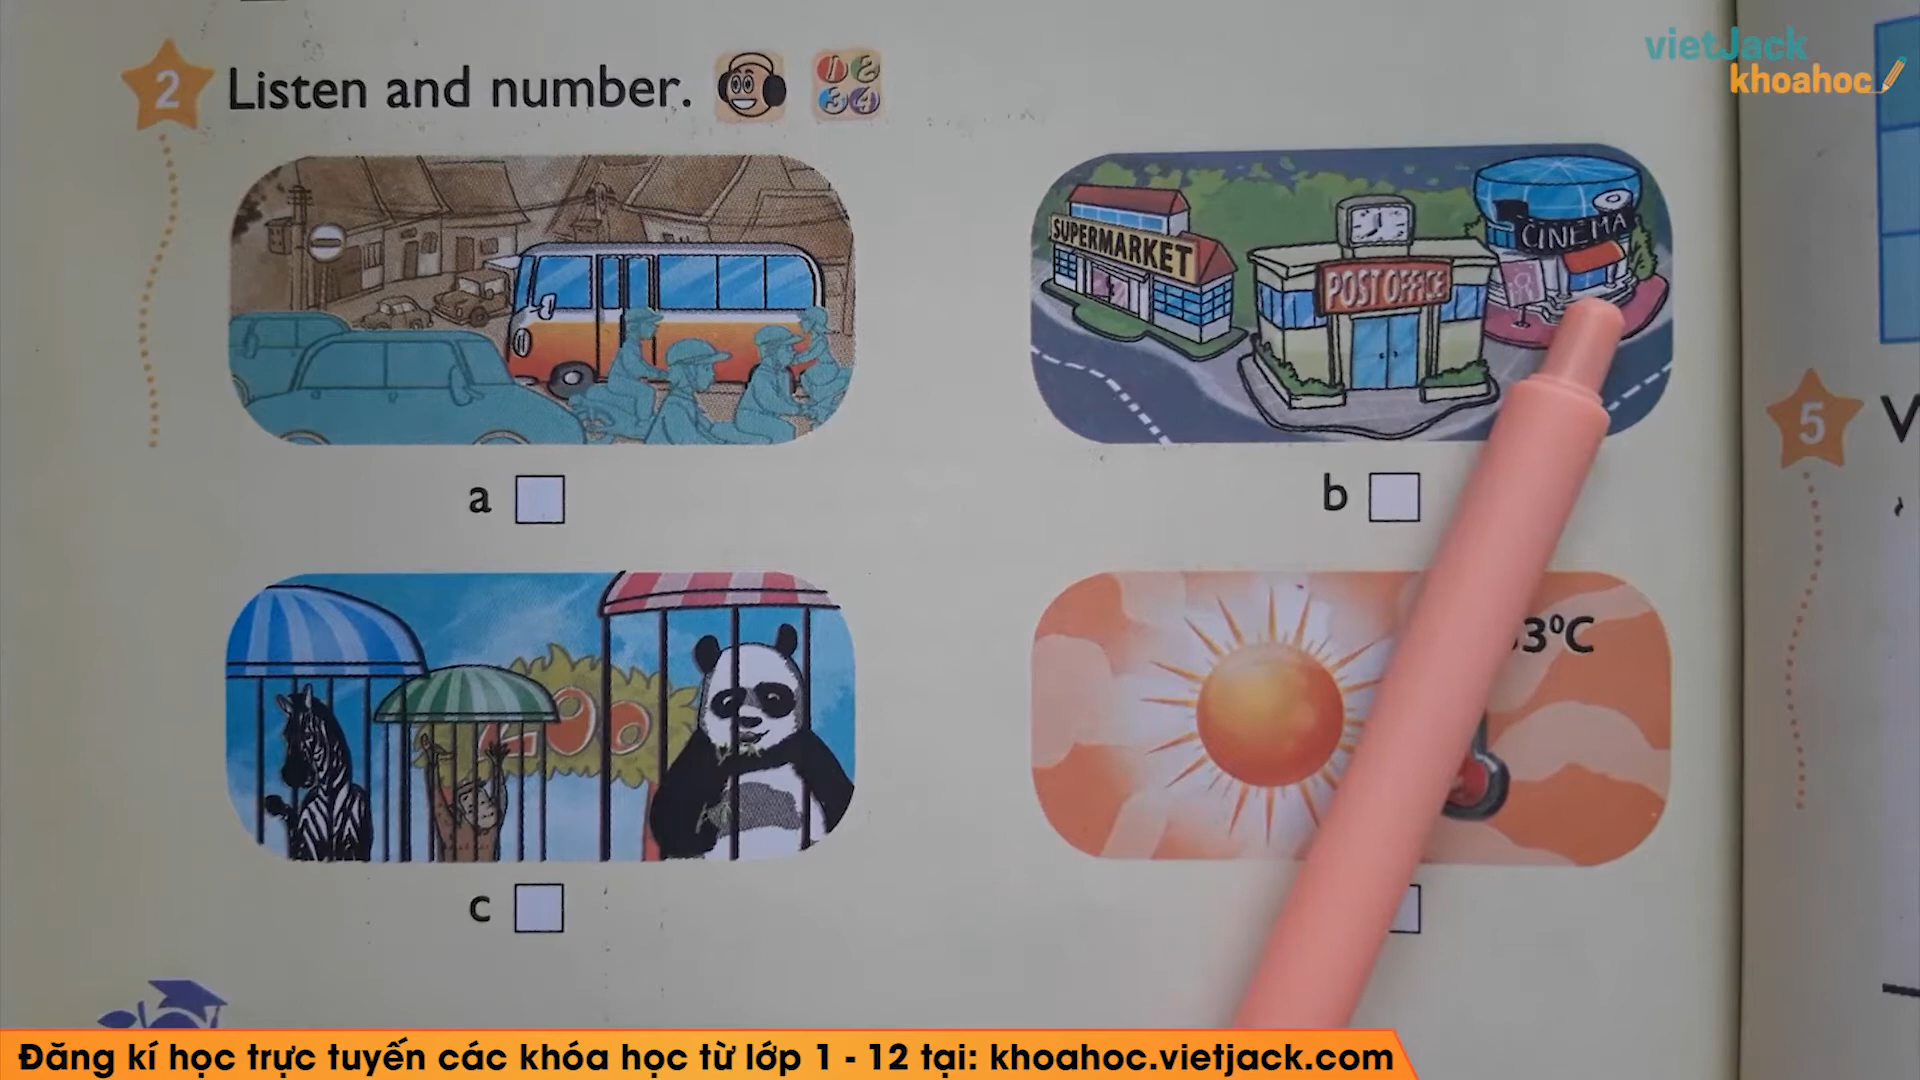 vietJack
khoahoc
2 Listen and number.
1 2
3 4
SUPERMARKET
POST OFFICE
CINEMA
a
b
ZOO
3°C
c
5
Đăng kí học trực tuyến các khóa học từ lớp 1 - 12 tại: khoahoc.vietjack.com